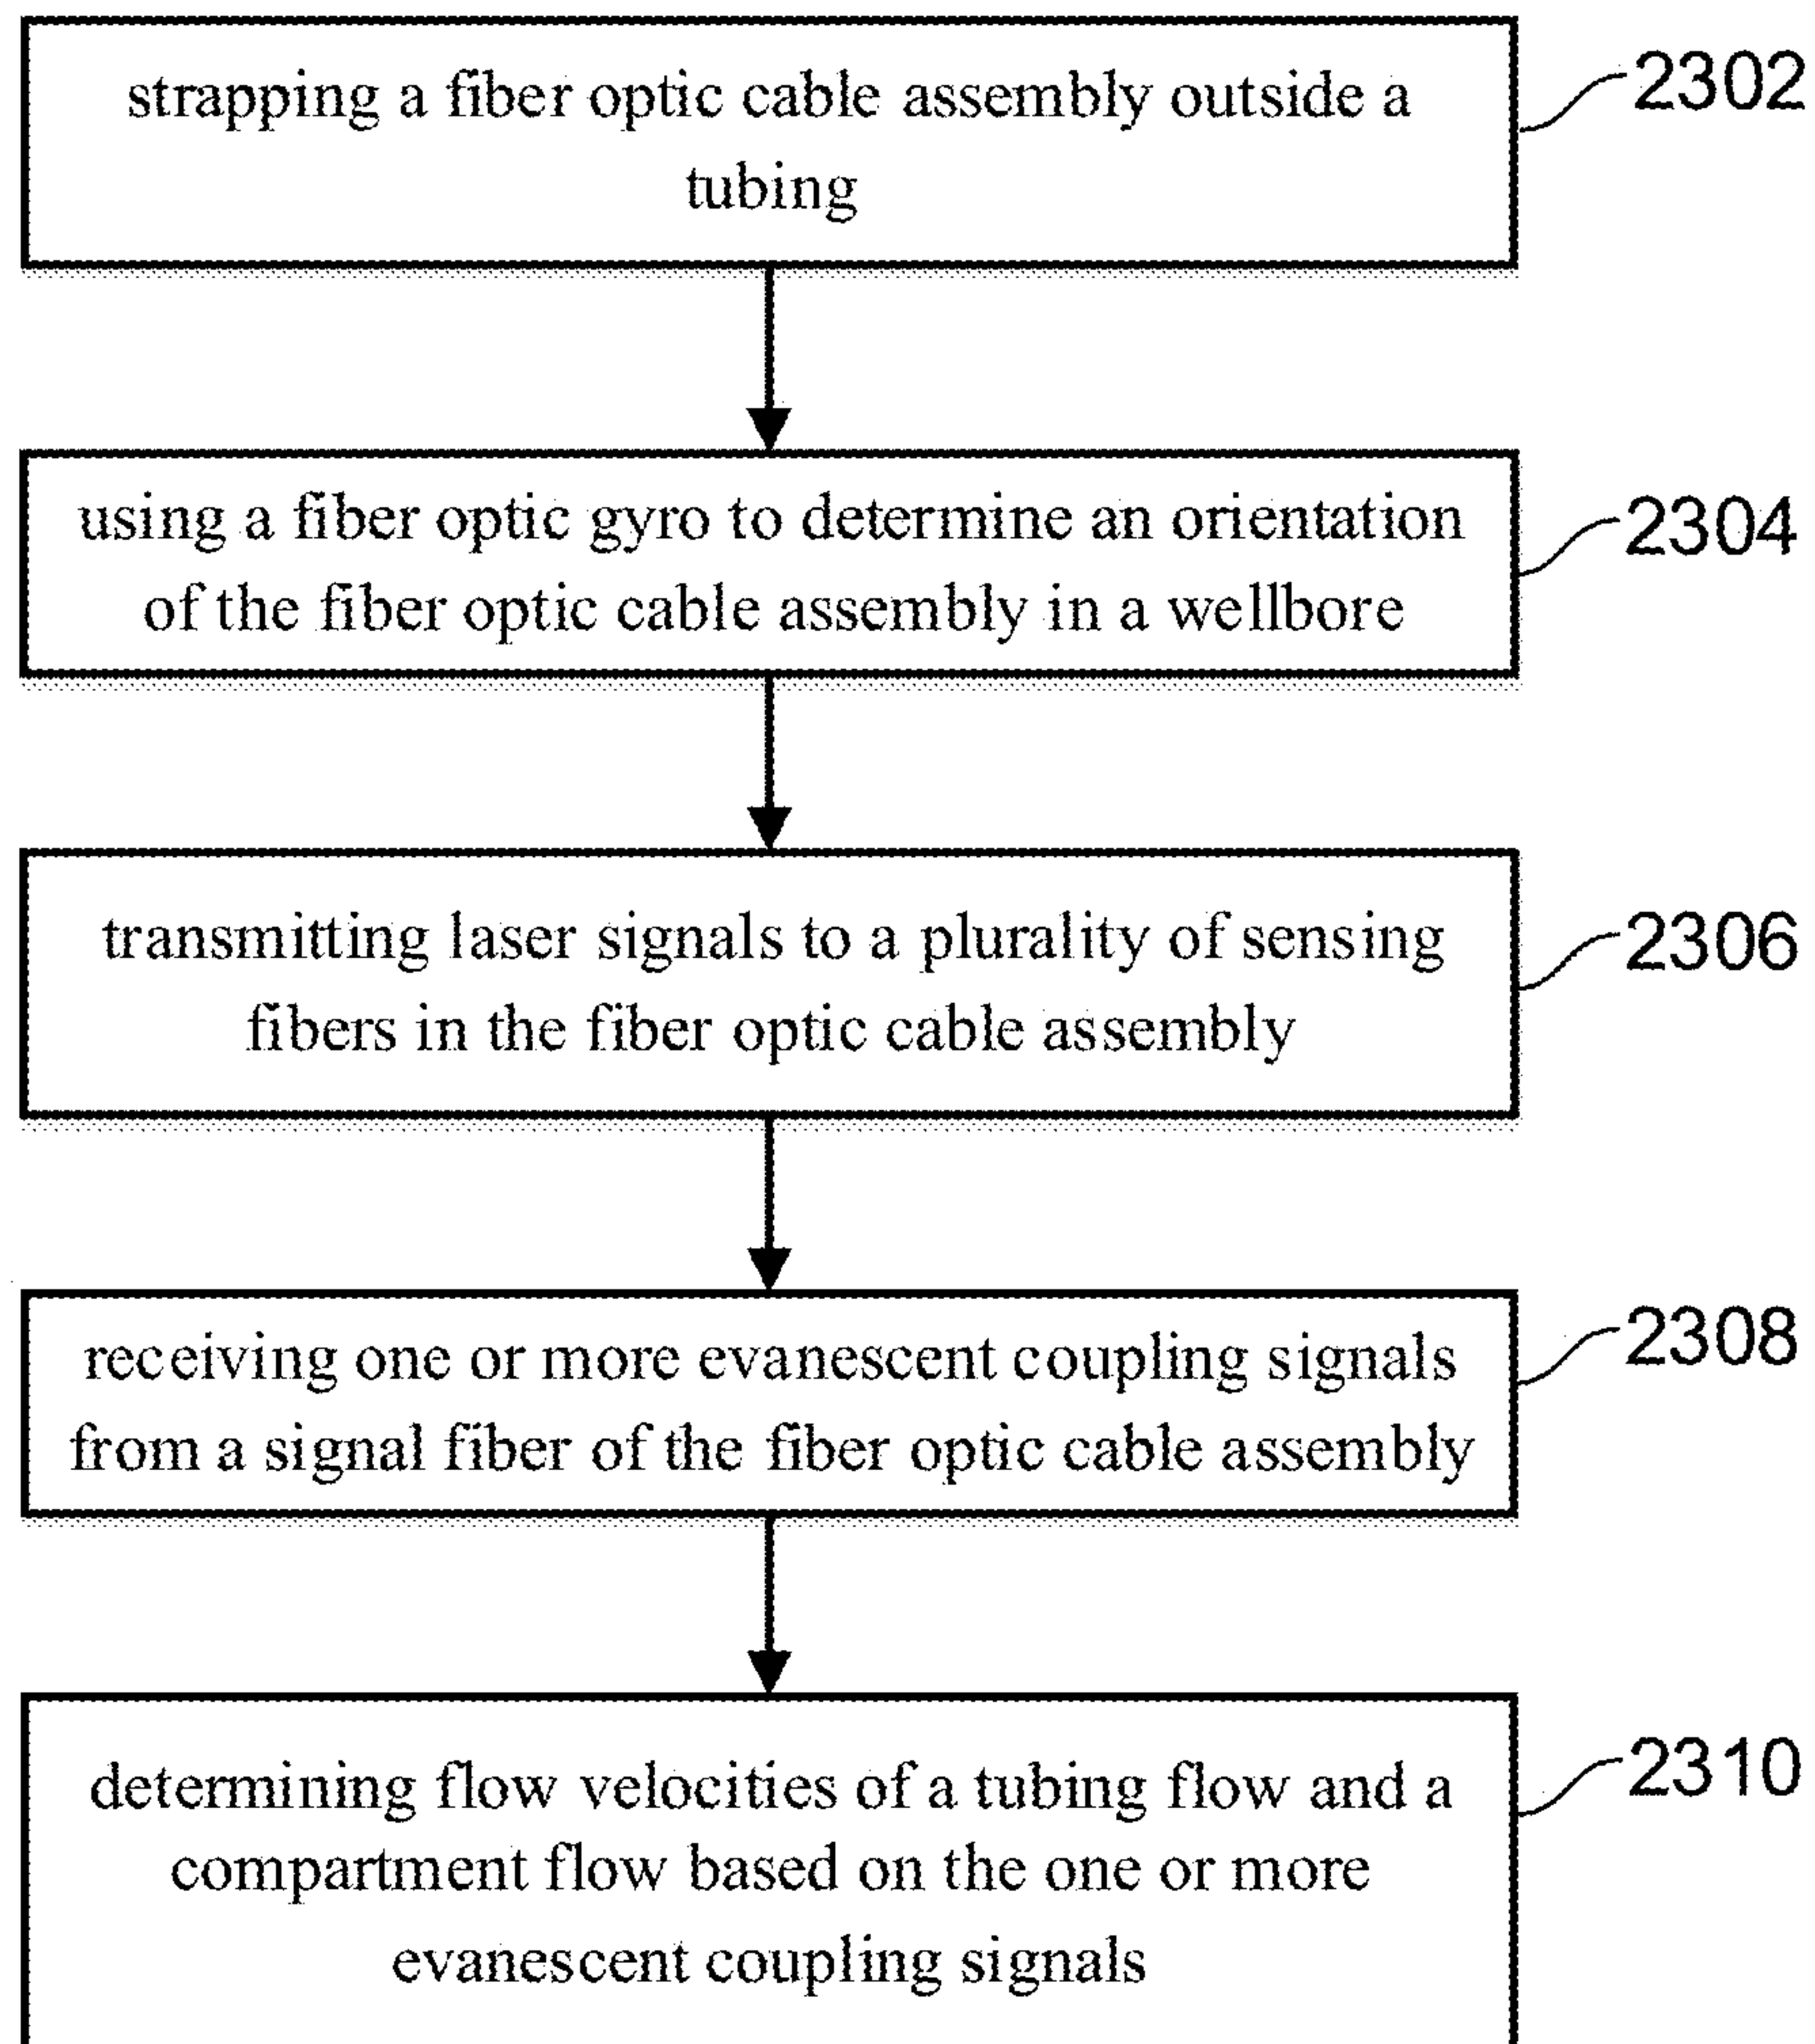 strapping a fiber optic cable assembly outside a
tubing
2302
using a fiber optic gyro to determine an orientation
of the fiber optic cable assembly in a wellbore
2304
transmitting laser signals to a plurality of sensing
fibers in the fiber optic cable assembly
2306
receiving one or more evanescent coupling signals
from a signal fiber of the fiber optic cable assembly
2308
determining flow velocities of a tubing flow and a
compartment flow based on the one or more
evanescent coupling signals
2310